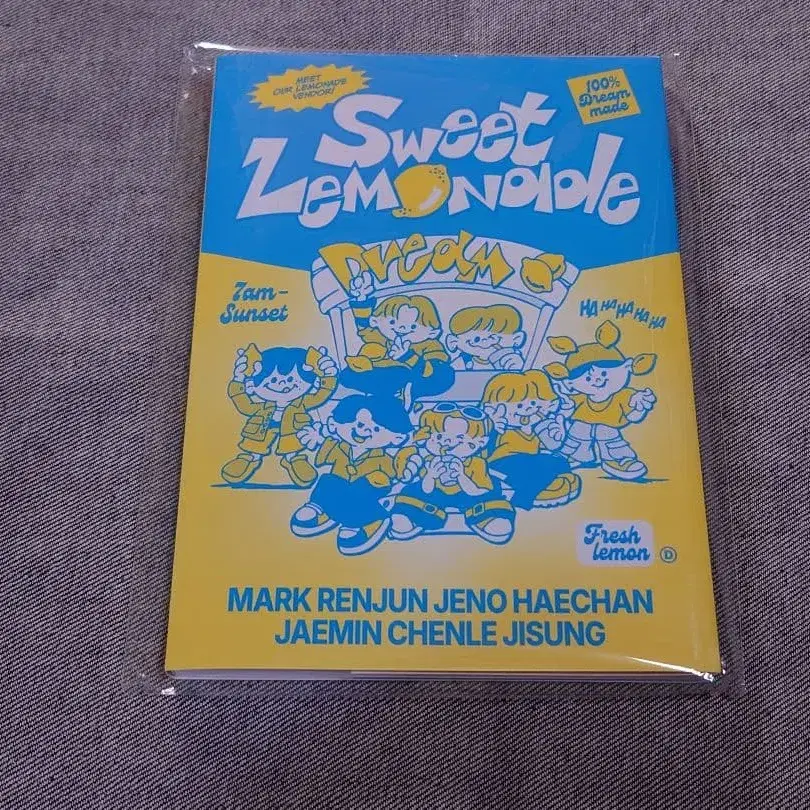 MEET
OUR LEMONADE
VENDOR!
100%
Dream
made
Sweet
LEMONADE
Dream
7am-
Sunset
HA HA HA HA HA
Fresh
lemon
D
MARK RENJUN JENO HAECHAN
JAEMIN CHENLE JISUNG